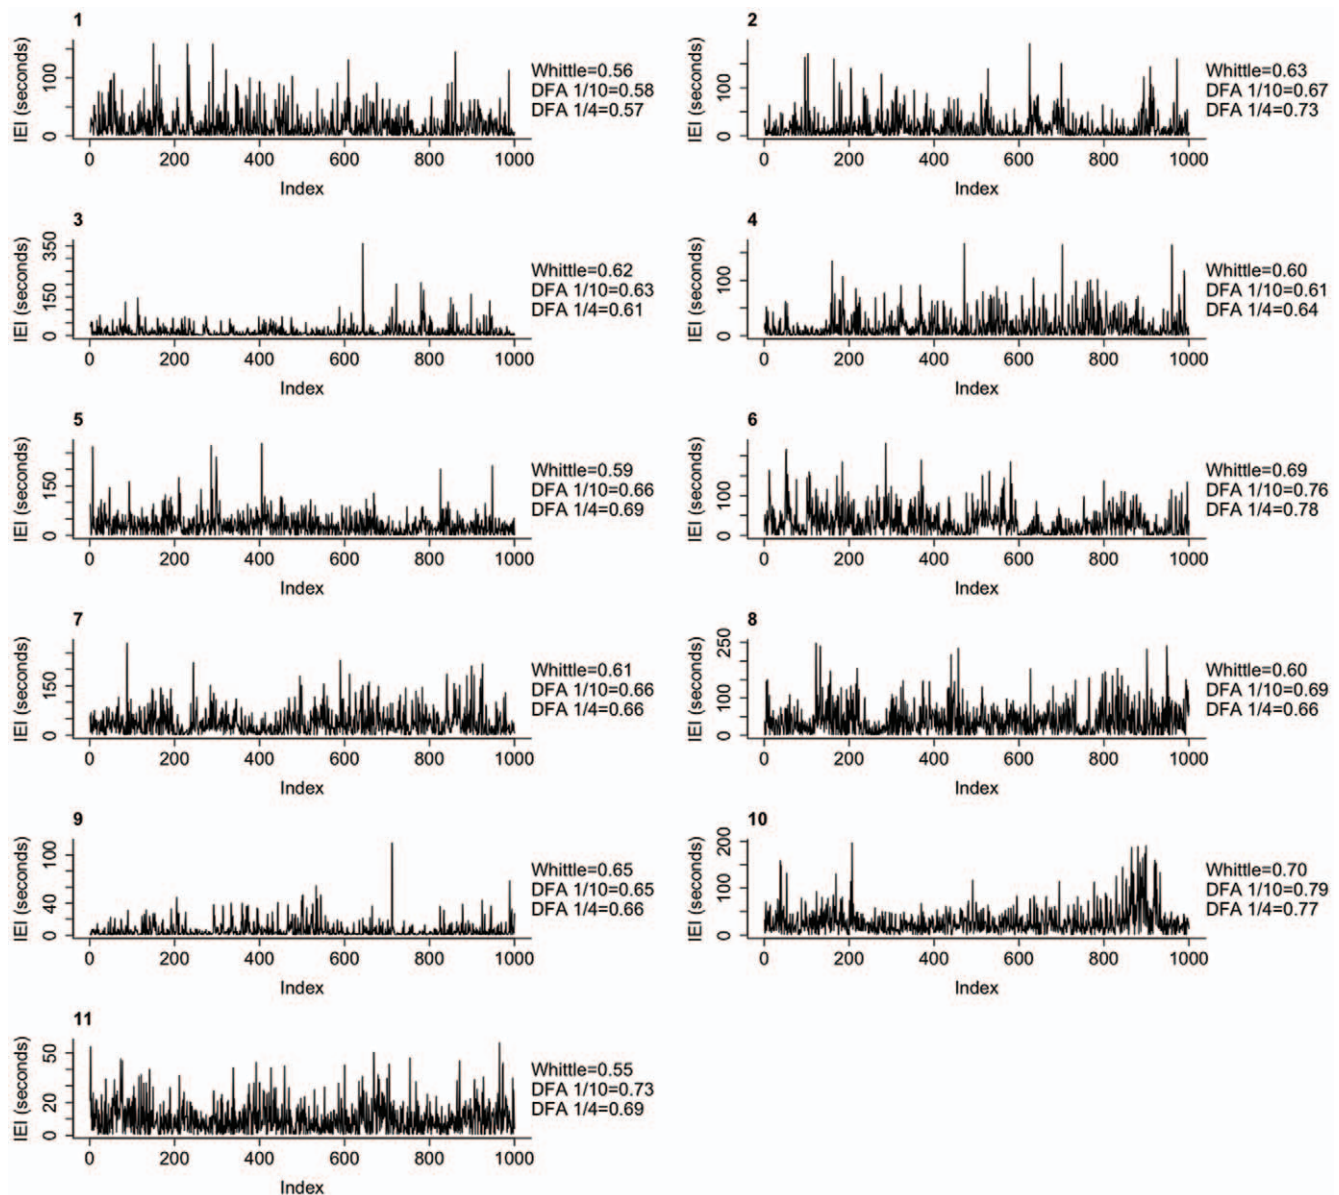 1
IEI (seconds)
100
0
0 200 400 600 800 1000
Index
Whittle=0.56
DFA 1/10=0.58
DFA 1/4=0.57
2
IEI (seconds)
100
0
0 200 400 600 800 1000
Index
Whittle=0.63
DFA 1/10=0.67
DFA 1/4=0.73
3
IEI (seconds)
350
150
0
0 200 400 600 800 1000
Index
Whittle=0.62
DFA 1/10=0.63
DFA 1/4=0.61
4
IEI (seconds)
100
0
0 200 400 600 800 1000
Index
Whittle=0.60
DFA 1/10=0.61
DFA 1/4=0.64
5
IEI (seconds)
150
0
0 200 400 600 800 1000
Index
Whittle=0.59
DFA 1/10=0.66
DFA 1/4=0.69
6
IEI (seconds)
100
0
0 200 400 600 800 1000
Index
Whittle=0.69
DFA 1/10=0.76
DFA 1/4=0.78
7
IEI (seconds)
150
0
0 200 400 600 800 1000
Index
Whittle=0.61
DFA 1/10=0.66
DFA 1/4=0.66
8
IEI (seconds)
250
100
0
0 200 400 600 800 1000
Index
Whittle=0.60
DFA 1/10=0.69
DFA 1/4=0.66
9
IEI (seconds)
100
40
0
0 200 400 600 800 1000
Index
Whittle=0.65
DFA 1/10=0.65
DFA 1/4=0.66
10
IEI (seconds)
200
100
0
0 200 400 600 800 1000
Index
Whittle=0.70
DFA 1/10=0.79
DFA 1/4=0.77
11
IEI (seconds)
50
20
0
0 200 400 600 800 1000
Index
Whittle=0.55
DFA 1/10=0.73
DFA 1/4=0.69